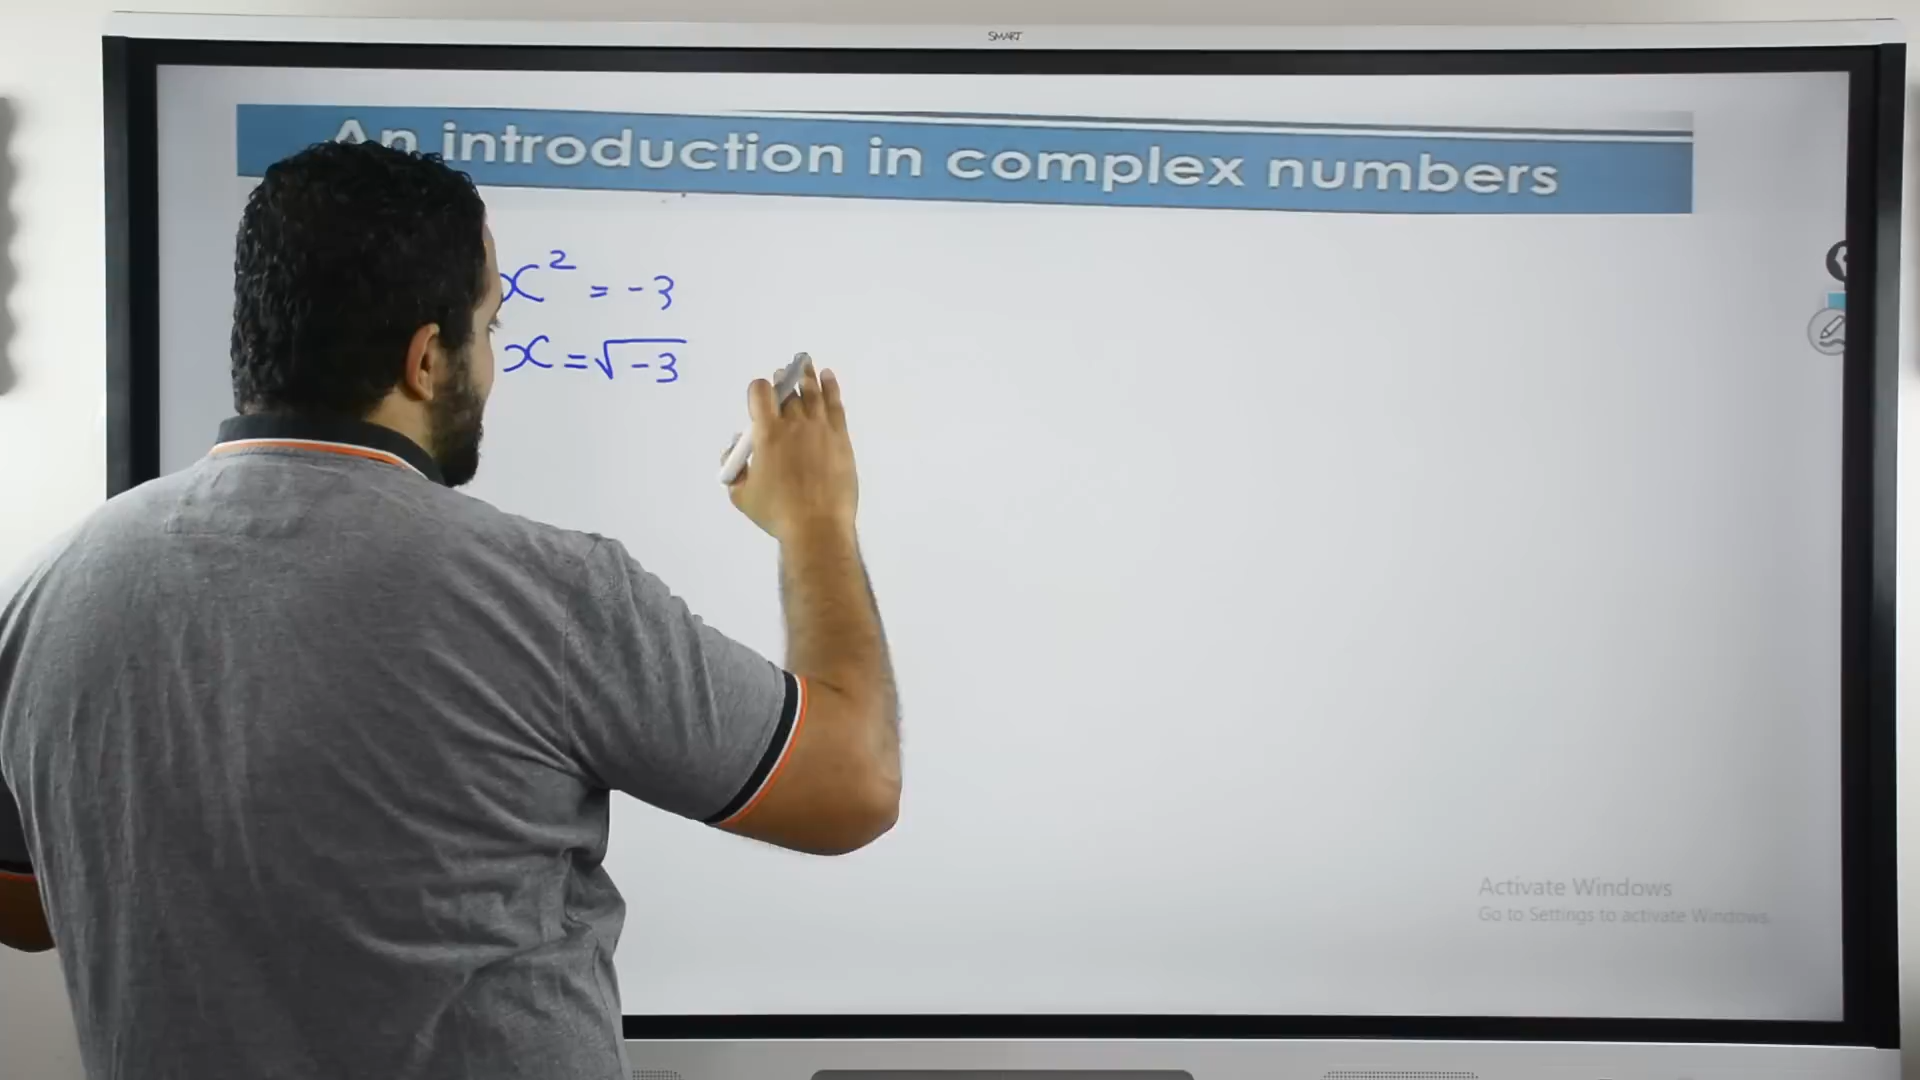 SMART
An introduction in complex numbers
x² = -3
x = √-3
Activate Windows
Go to Settings to activate Windows.